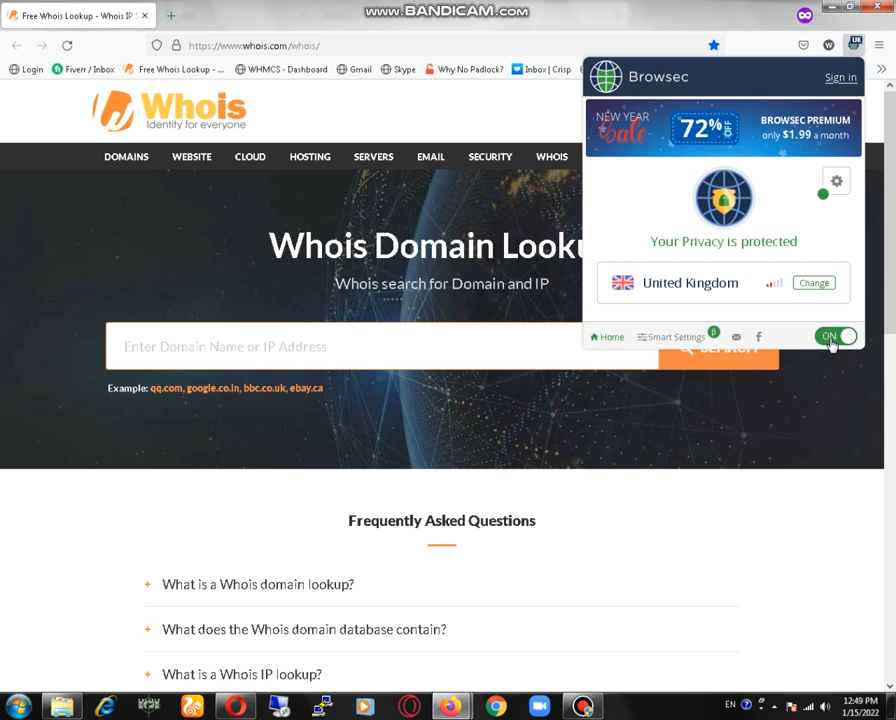 Free Whois Lookup - Whois IP S
www.BANDICAM.com
https://www.whois.com/whois/
UK
Login
Fiverr / Inbox
Free Whois Lookup - ...
WHMCS - Dashboard
Gmail
Skype
Why No Padlock?
Inbox | Crisp
Browsec
Sign in
Whois
Identity for everyone
NEW YEAR
Sale
72% OFF
BROWSEC PREMIUM
only $1.99 a month
DOMAINS
WEBSITE
CLOUD
HOSTING
SERVERS
EMAIL
SECURITY
WHOIS
Your Privacy is protected
Whois Domain Looku
Whois search for Domain and IP
United Kingdom
Change
Home
Smart Settings
β
ON
Enter Domain Name or IP Address
SEARCH
Example: qq.com, google.co.in, bbc.co.uk, ebay.ca
Frequently Asked Questions
+ What is a Whois domain lookup?
+ What does the Whois domain database contain?
+ What is a Whois IP lookup?
EN
12:49 PM
1/15/2022